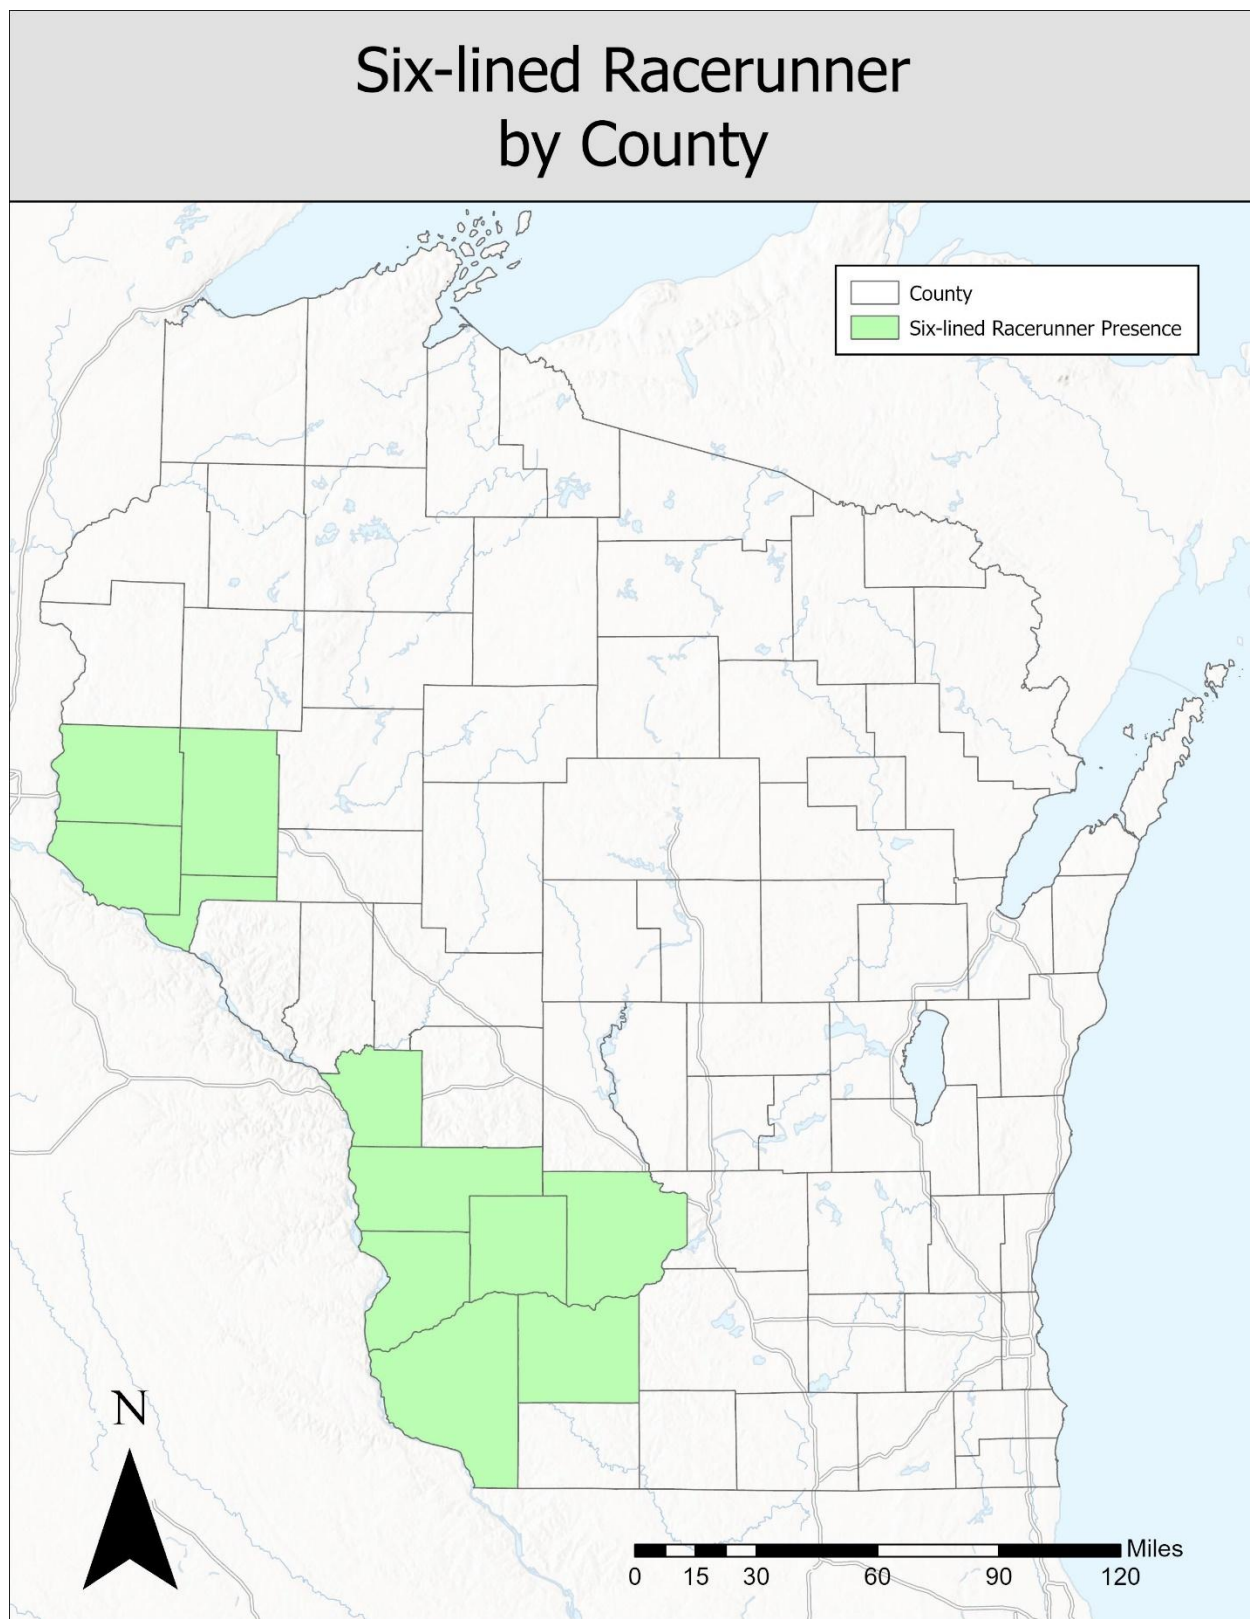 Six-lined Racerunner
by County
County
Six-lined Racerunner Presence
N
Miles
0 15 30 60 90 120